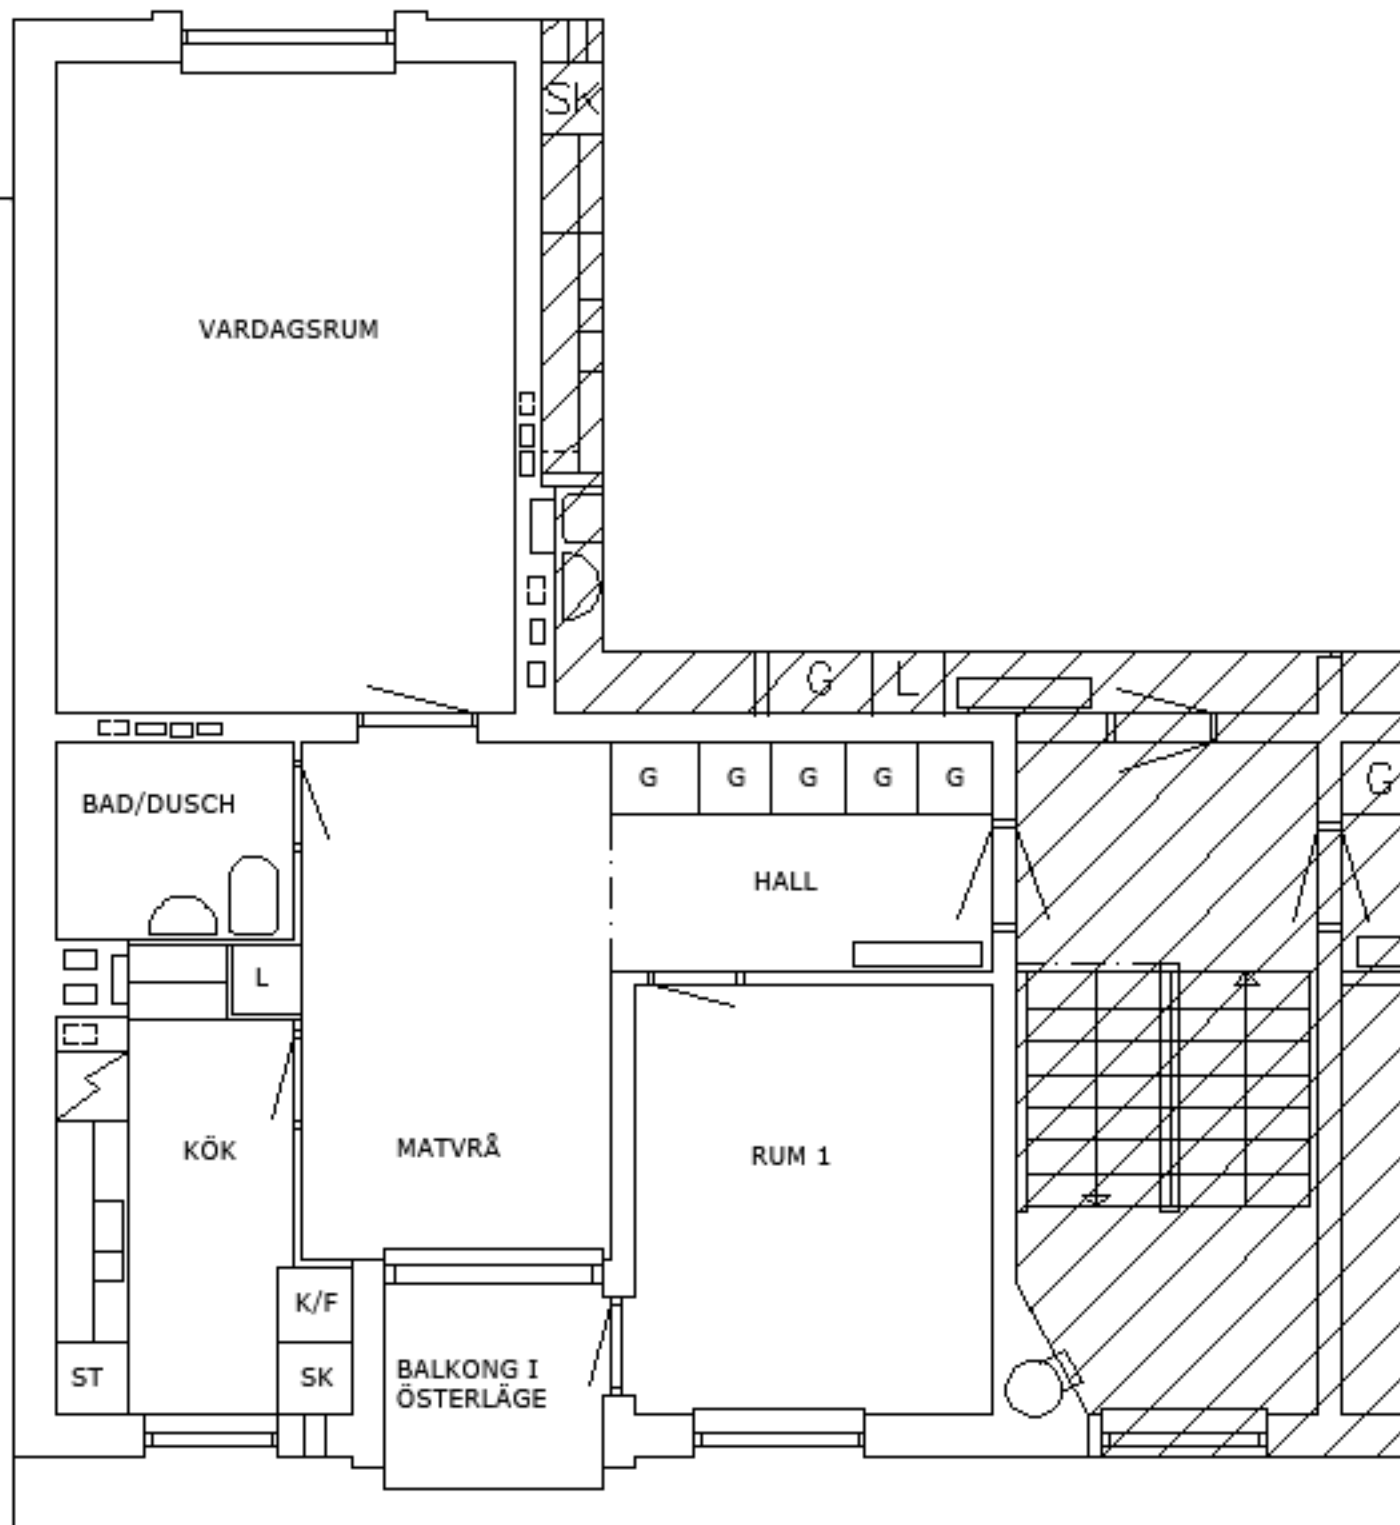 SK
VARDAGSRUM
G L
G G G G G G
BAD/DUSCH
HALL
L
KÖK
MATVRÅ
RUM 1
K/F
BALKONG I
ÖSTERLÄGE
ST
SK